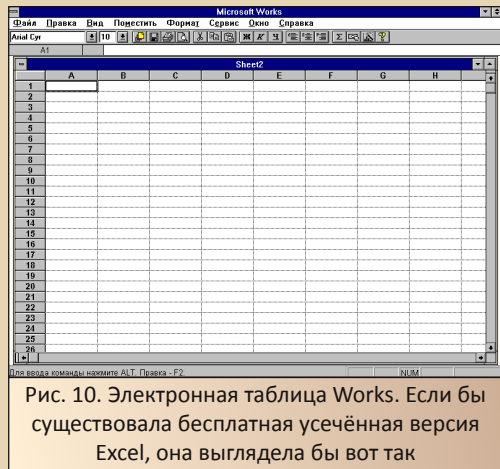 Microsoft Works
Файл Правка Вид Поместить Формат Сервис Окно Справка
Arial Cyr 10 Ж К Ч Σ
A1
Sheet2
A B C D E F G H
1
2
3
4
5
6
7
8
9
10
11
12
13
14
15
16
17
18
19
20
21
22
23
24
25
26
Для ввода команды нажмите ALT. Правка - F2. NUM
Рис. 10. Электронная таблица Works. Если бы
существовала бесплатная усечённая версия
Excel, она выглядела бы вот так